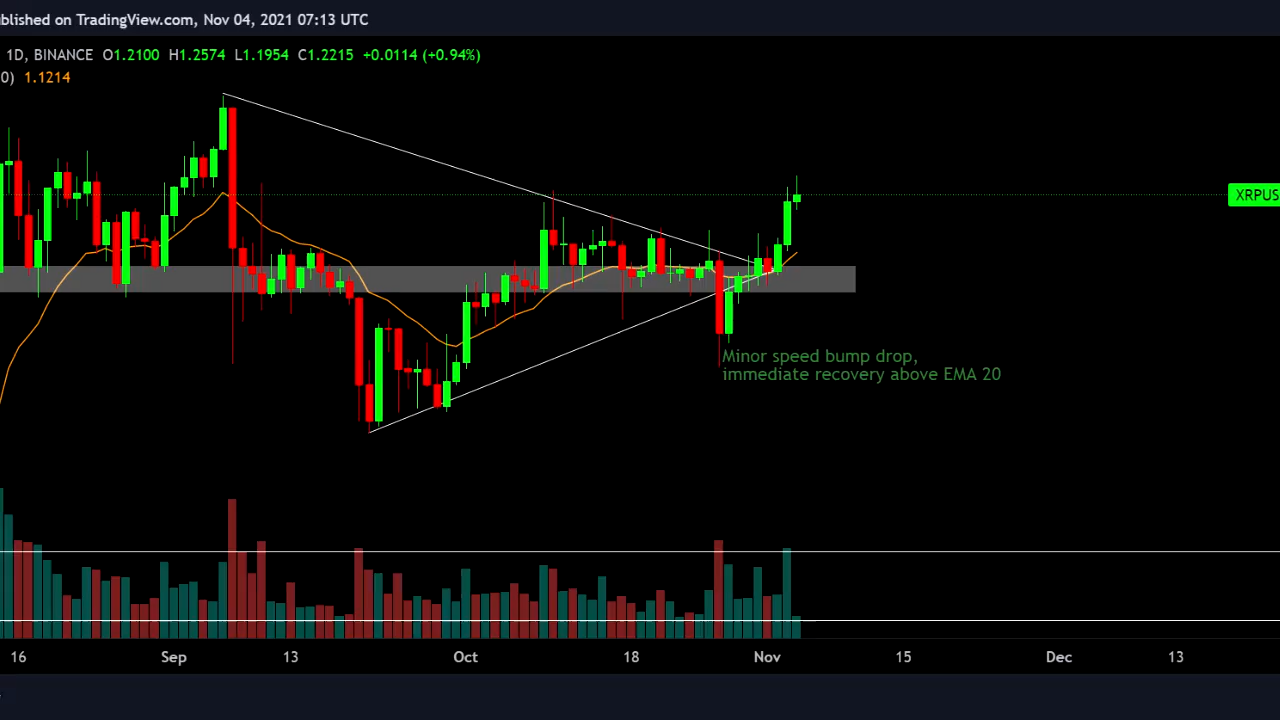 blished on TradingView.com, Nov 04, 2021 07:13 UTC
1D, BINANCE O1.2100 H1.2574 L1.1954 C1.2215 +0.0114 (+0.94%)
0) 1.1214
XRPUS
Minor speed bump drop,
immediate recovery above EMA 20
16 Sep 13 Oct 18 Nov 15 Dec 13